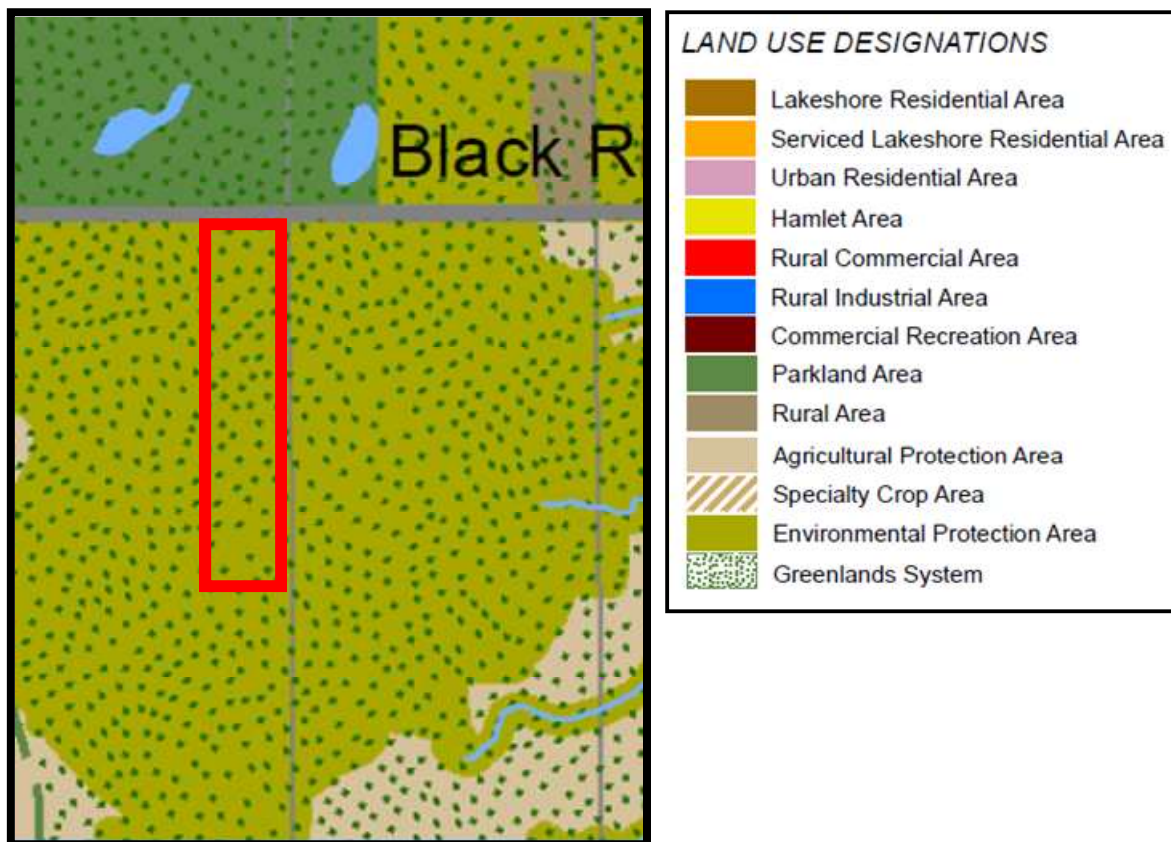 Black R
LAND USE DESIGNATIONS
Lakeshore Residential Area
Serviced Lakeshore Residential Area
Urban Residential Area
Hamlet Area
Rural Commercial Area
Rural Industrial Area
Commercial Recreation Area
Parkland Area
Rural Area
Agricultural Protection Area
Specialty Crop Area
Environmental Protection Area
Greenlands System